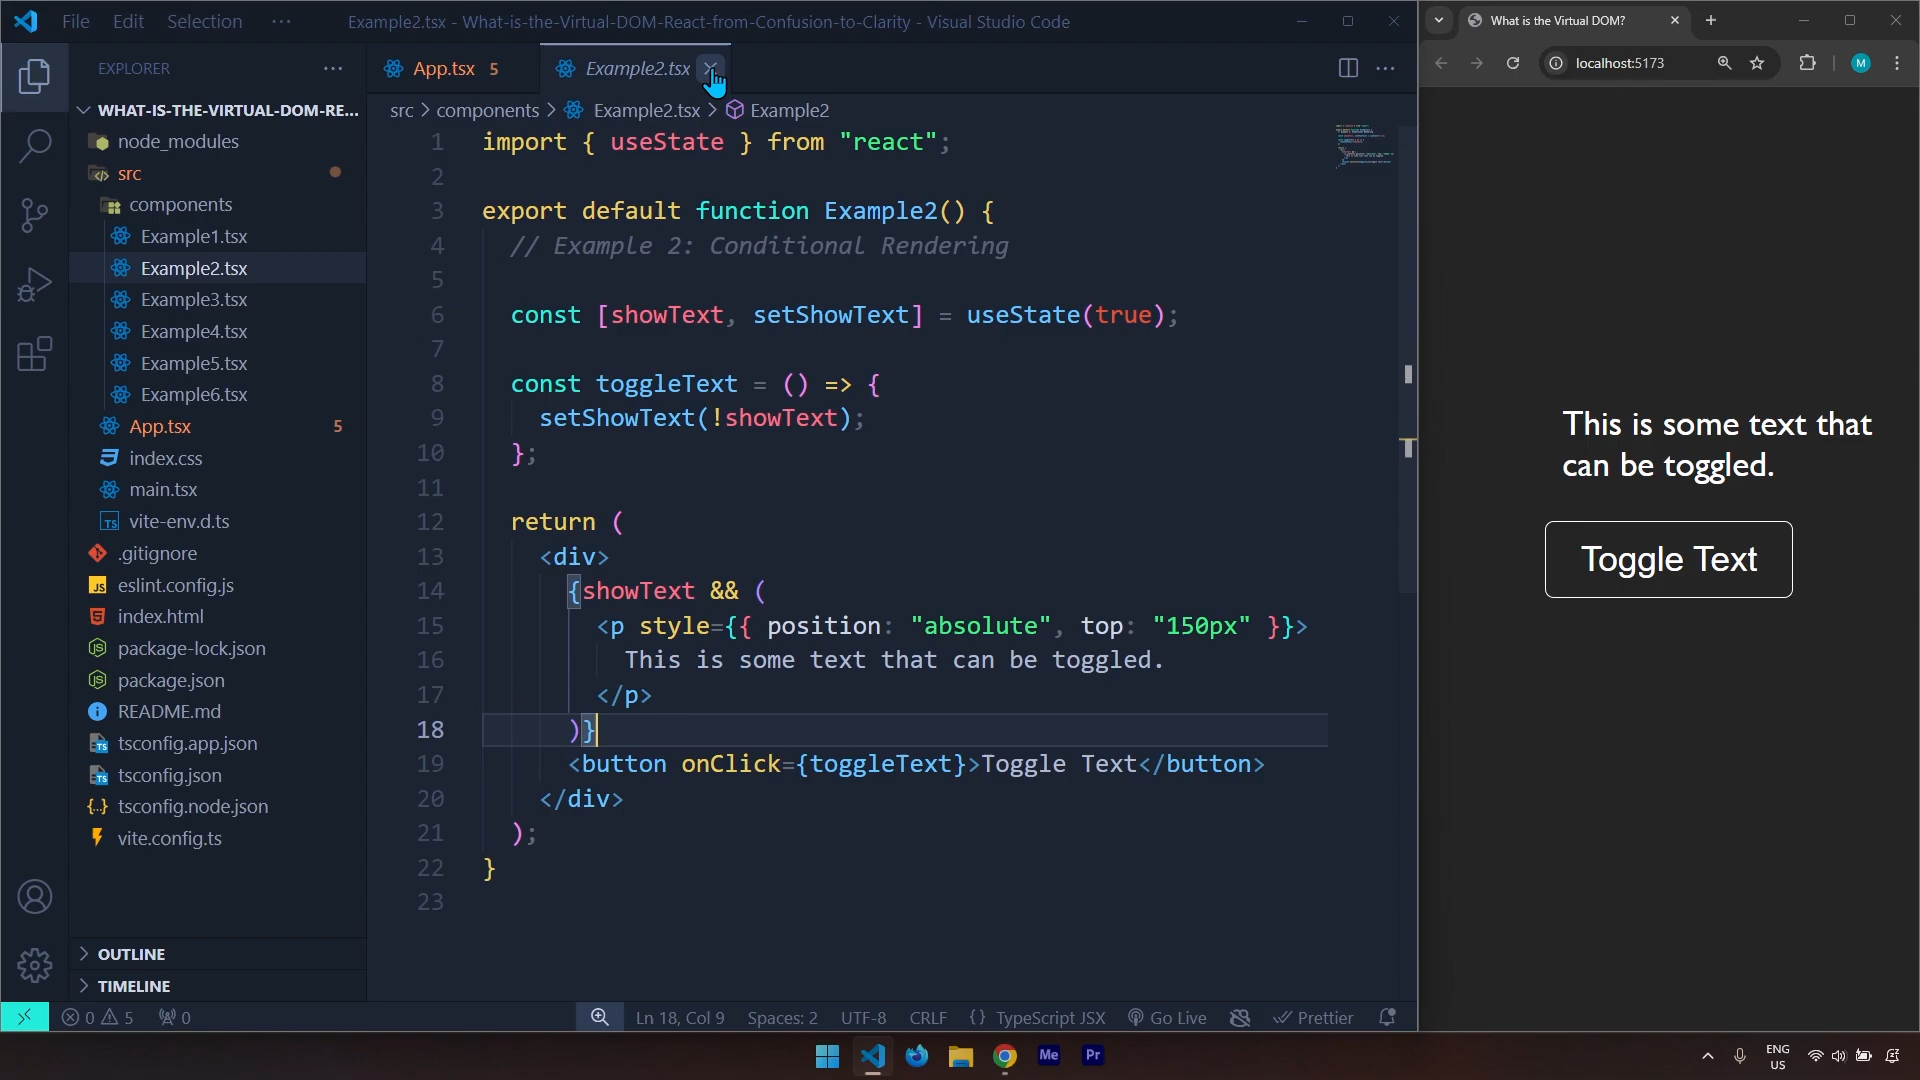 File Edit Selection ··· Example2.tsx - What-is-the-Virtual-DOM-React-from-Confusion-to-Clarity - Visual Studio Code
EXPLORER ···
WHAT-IS-THE-VIRTUAL-DOM-RE...
node_modules
src
components
Example1.tsx
Example2.tsx
Example3.tsx
Example4.tsx
Example5.tsx
Example6.tsx
App.tsx 5
index.css
main.tsx
TS vite-env.d.ts
.gitignore
JS eslint.config.js
index.html
package-lock.json
package.json
README.md
tsconfig.app.json
tsconfig.json
{..} tsconfig.node.json
vite.config.ts
OUTLINE
TIMELINE
App.tsx 5 Example2.tsx
src > components > Example2.tsx > Example2
1 import { useState } from "react";
2
3 export default function Example2() {
4 // Example 2: Conditional Rendering
5
6 const [showText, setShowText] = useState(true);
7
8 const toggleText = () => {
9 setShowText(!showText);
10 };
11
12 return (
13 <div>
14 {showText && (
15 <p style={{ position: "absolute", top: "150px" }}>
16 This is some text that can be toggled.
17 </p>
18 )}
19 <button onClick={toggleText}>Toggle Text</button>
20 </div>
21 );
22 }
23
0 5 0 Ln 18, Col 9 Spaces: 2 UTF-8 CRLF {} TypeScript JSX Go Live Prettier
What is the Virtual DOM?
localhost:5173 M
This is some text that
can be toggled.
Toggle Text
Me Pr
ENG
US